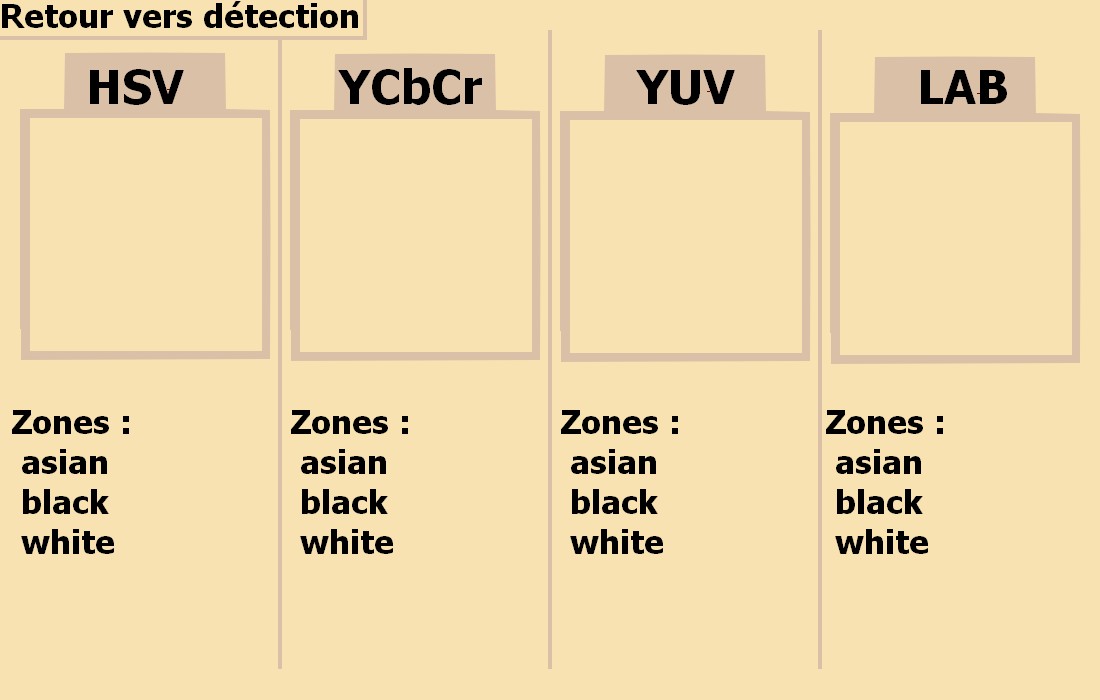 Retour vers détection
HSV
YCbCr
YUV
LAB
Zones :
asian
black
white
Zones :
asian
black
white
Zones :
asian
black
white
Zones :
asian
black
white